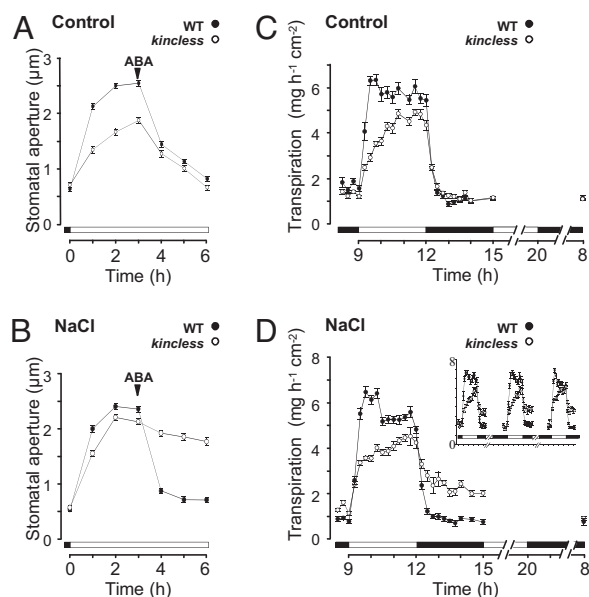 A Control
WT ●
kincless ○
ABA
Stomatal aperture (μm)
3
2
1
0
0 2 4 6
Time (h)
C Control
WT ●
kincless ○
Transpiration (mg h⁻¹ cm⁻²)
6
4
2
0
9 12 15 20 8
Time (h)
B NaCl
WT ●
kincless ○
ABA
Stomatal aperture (μm)
3
2
1
0
0 2 4 6
Time (h)
D NaCl
WT ●
kincless ○
Transpiration (mg h⁻¹ cm⁻²)
8
6
4
2
0
8
0
9 12 15 20 8
Time (h)